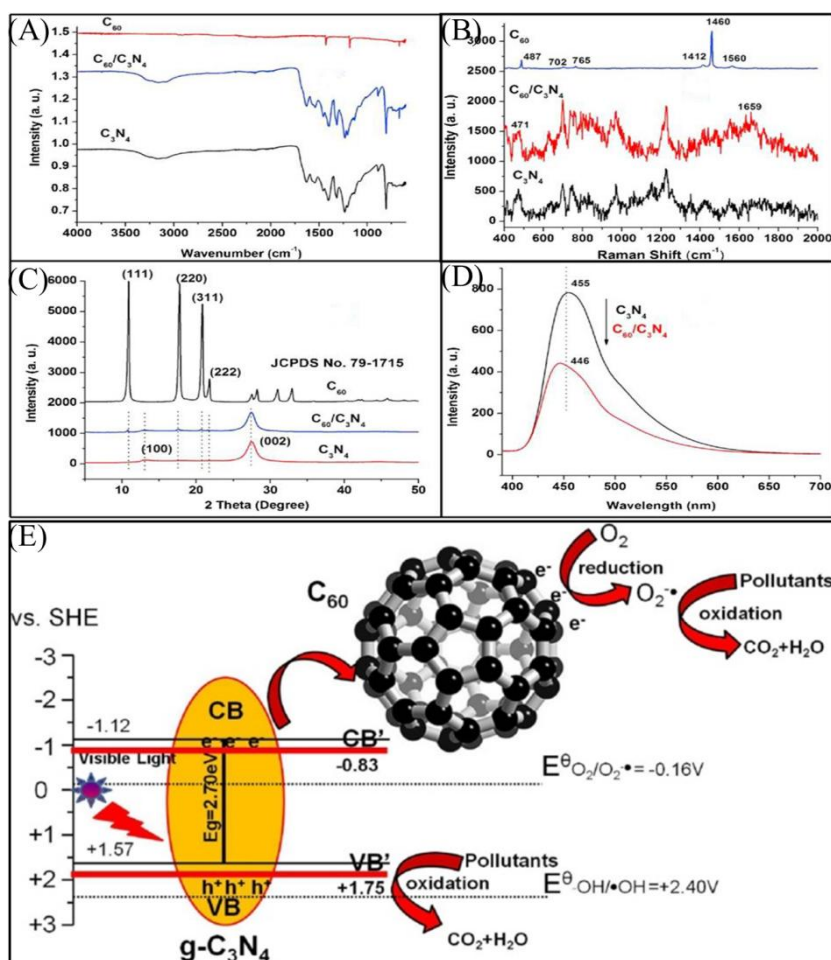 (A)
C60
C60/C3N4
C3N4
1.5
1.4
1.3
1.2
1.1
1.0
0.9
0.8
0.7
Intensity (a. u.)
4000 3000 2000 1000
Wavenumber (cm-1)
(B)
3000
2500
2000
1500
1000
500
0
Intensity (a. u.)
C60
487
702
765
1412
1460
1560
C60/C3N4
471
1659
C3N4
400 600 800 1000 1200 1400 1600 1800 2000
Raman Shift (cm-1)
(C)
6000
5000
4000
3000
2000
1000
0
Intensity (a. u.)
(111)
(220)
(311)
(222)
JCPDS No. 79-1715
C60
C60/C3N4
(100)
(002)
C3N4
10 20 30 40 50
2 Theta (Degree)
(D)
800
600
400
200
0
Intensity (a. u.)
455
C3N4
C60/C3N4
446
400 450 500 550 600 650 700
Wavelength (nm)
(E)
vs. SHE
-3
-2
-1
0
+1
+2
+3
C60
e-
e-
e-
O2
reduction
O2-•
Pollutants
oxidation
CO2+H2O
CB
-1.12
e- e- e-
CB'
-0.83
Visible Light
Eg=2.70eV
EθO2/O2-• = -0.16V
+1.57
VB'
+1.75
h+ h+ h+
VB
Pollutants
oxidation
CO2+H2O
Eθ-OH/•OH=+2.40V
g-C3N4